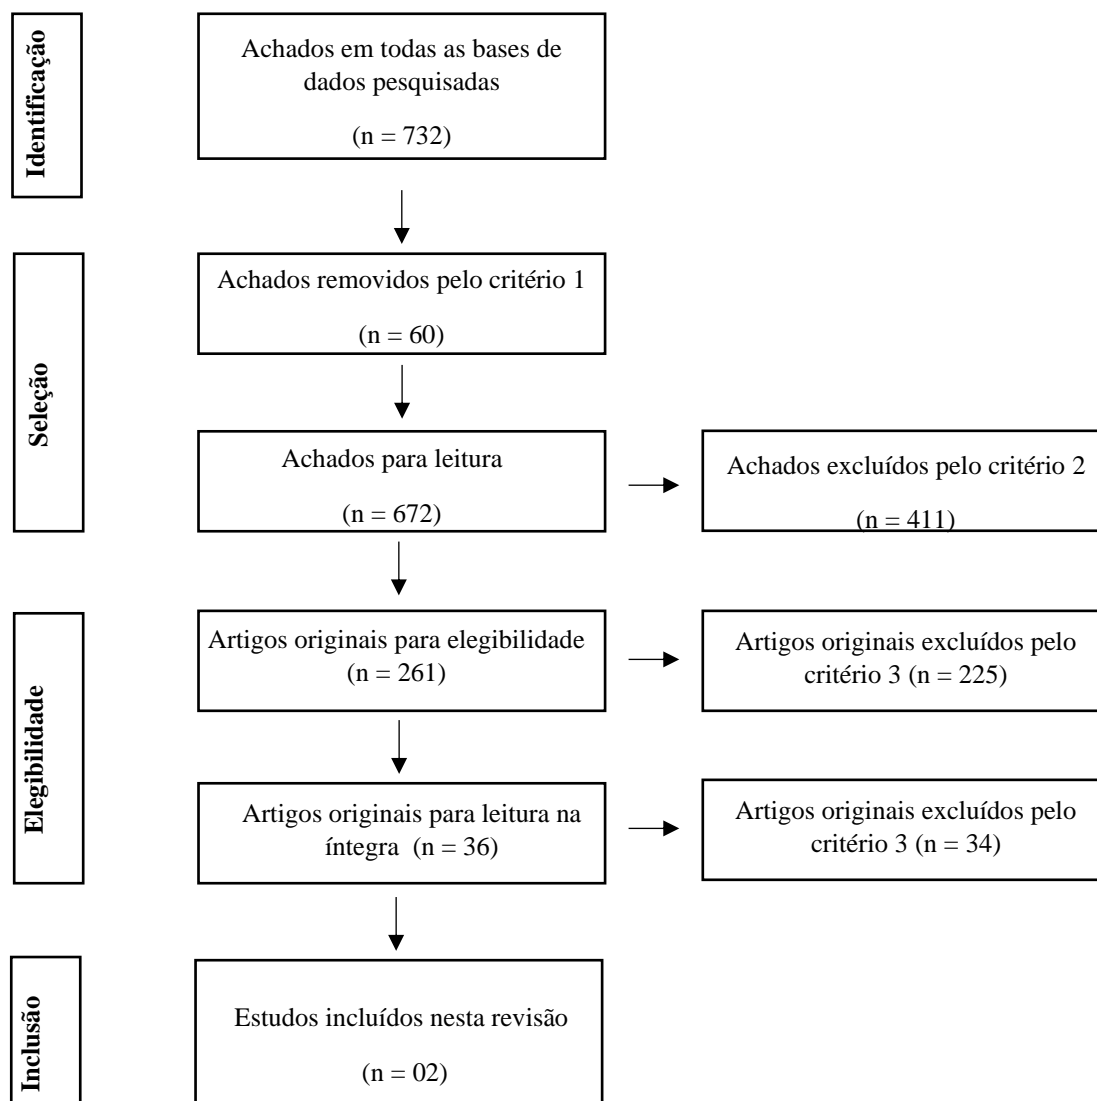 Identificação
Achados em todas as bases de
dados pesquisadas
(n = 732)
Seleção
Achados removidos pelo critério 1
(n = 60)
Achados para leitura
(n = 672)
Achados excluídos pelo critério 2
(n = 411)
Elegibilidade
Artigos originais para elegibilidade
(n = 261)
Artigos originais excluídos pelo
critério 3 (n = 225)
Artigos originais para leitura na
íntegra (n = 36)
Artigos originais excluídos pelo
critério 3 (n = 34)
Inclusão
Estudos incluídos nesta revisão
(n = 02)